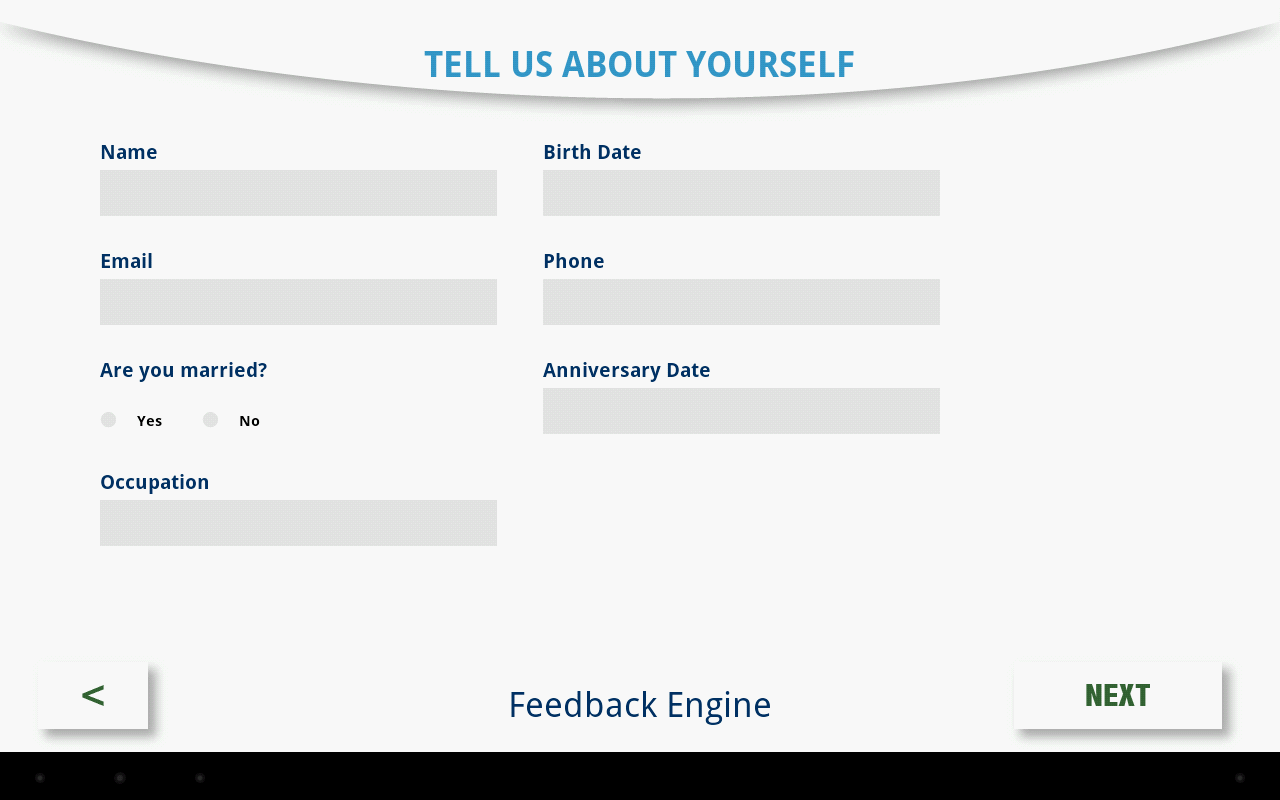 TELL US ABOUT YOURSELF
Name
Birth Date
Email
Phone
Are you married?
Anniversary Date
Yes No
Occupation
<
Feedback Engine
NEXT